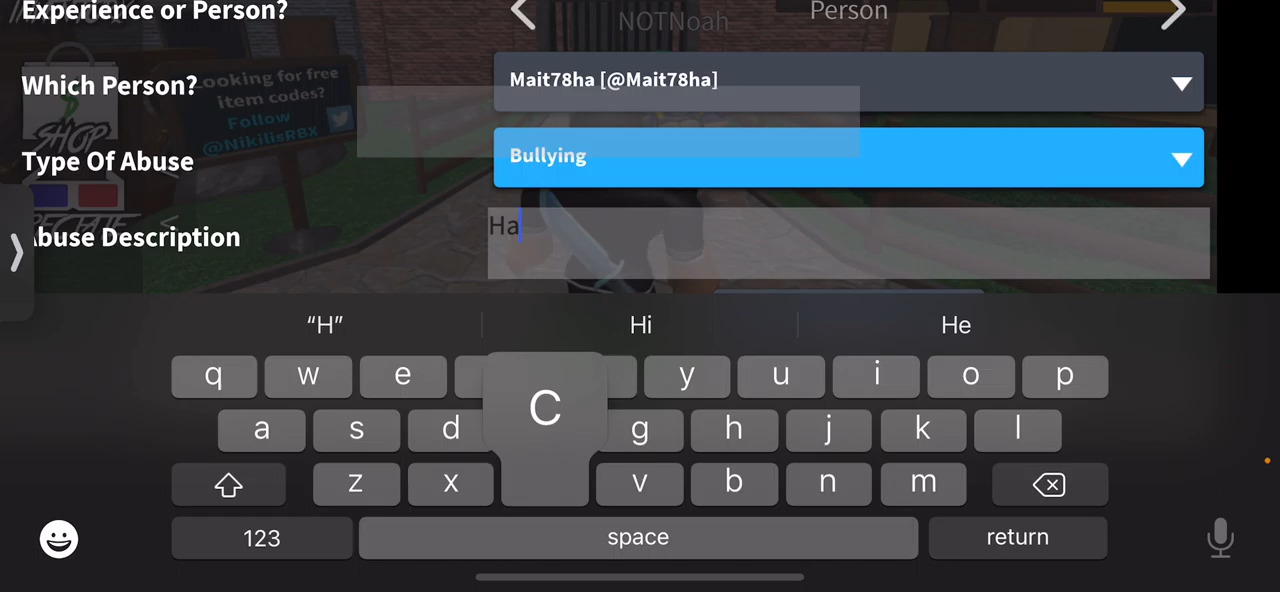 Experience or Person?
Person
NOTNoah
Which Person?
Mait78ha [@Mait78ha]
Looking for free
item codes?
Follow
@NikilisRBX
SHOP
Type Of Abuse
Bullying
<
<
Abuse Description
Ha
“H”
Hi
He
q w e y u i o p
a s d C g h j k l
z x v b n m
123
space
return